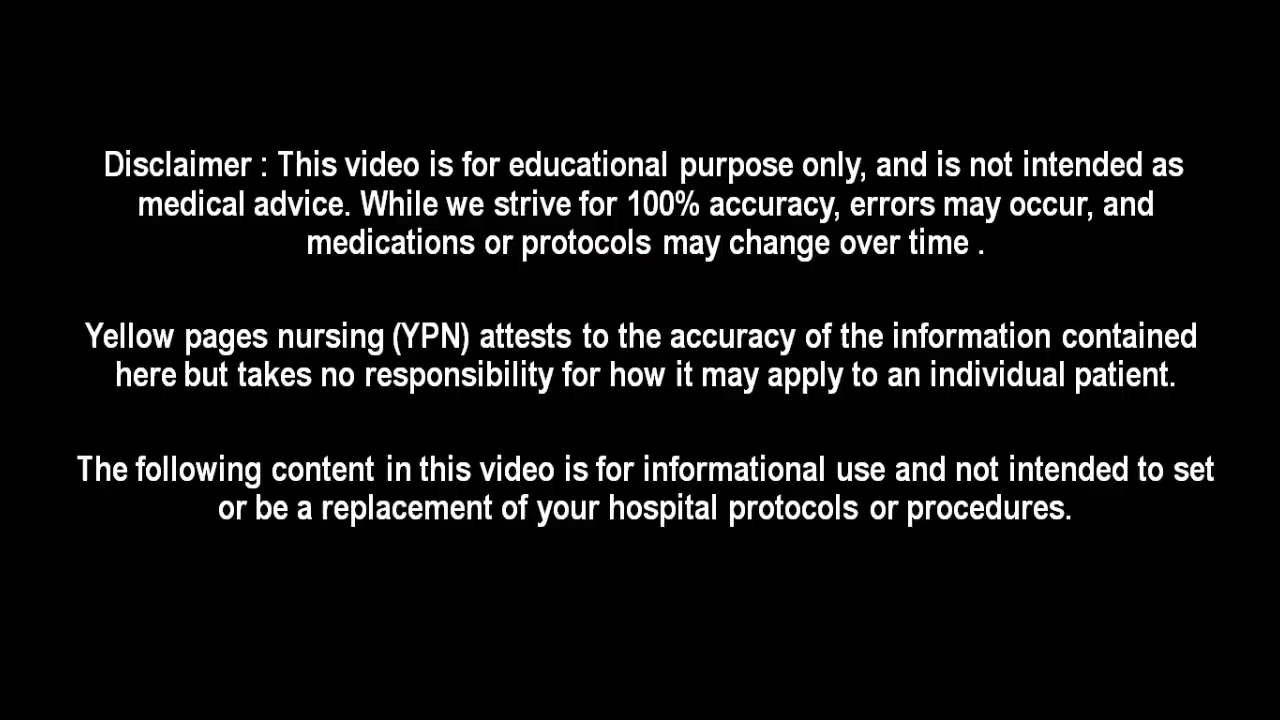 Disclaimer : This video is for educational purpose only, and is not intended as
medical advice. While we strive for 100% accuracy, errors may occur, and
medications or protocols may change over time .
Yellow pages nursing (YPN) attests to the accuracy of the information contained
here but takes no responsibility for how it may apply to an individual patient.
The following content in this video is for informational use and not intended to set
or be a replacement of your hospital protocols or procedures.